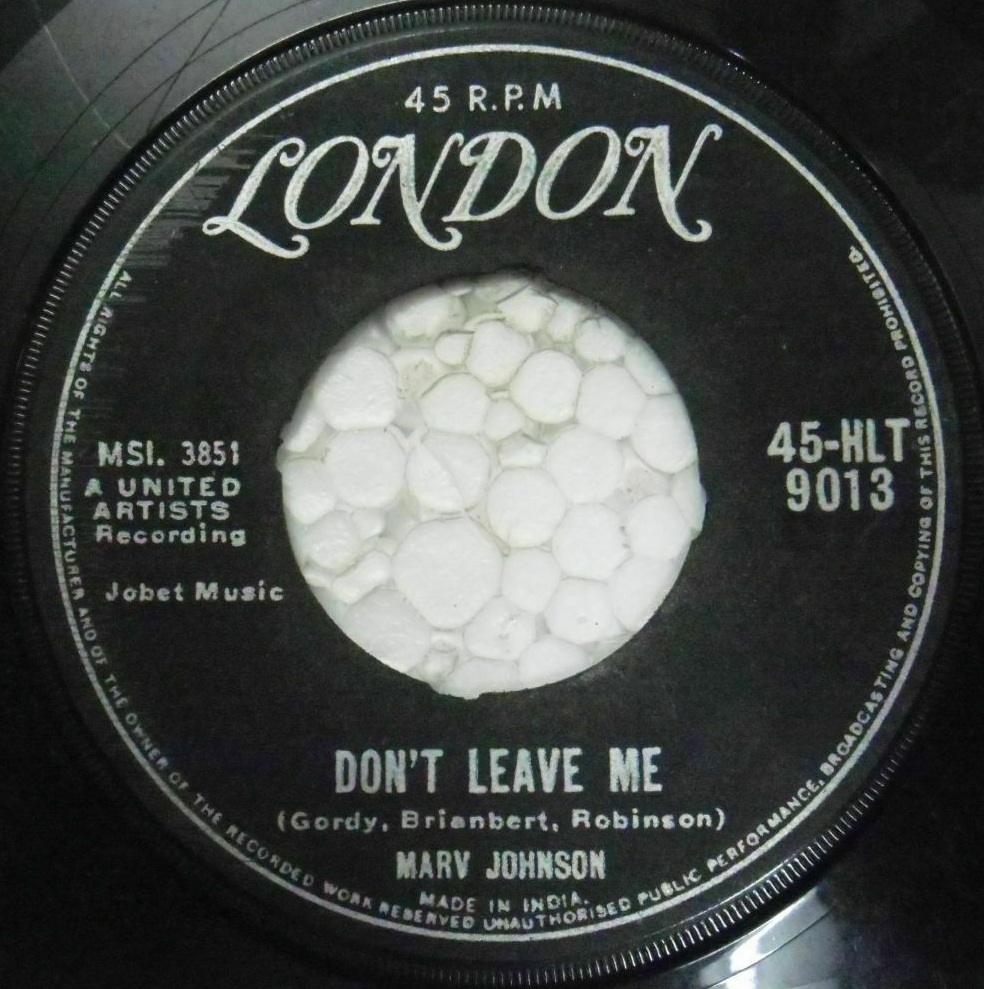 45 R.P.M
LONDON
MSI. 3851
A UNITED
ARTISTS
Recording
Jobet Music
45-HLT
9013
DON'T LEAVE ME
(Gordy, Brianbert, Robinson)
MARV JOHNSON
MADE IN INDIA.
ALL RIGHTS OF THE MANUFACTURER AND OF THE OWNER OF THE RECORDED WORK RESERVED UNAUTHORISED PUBLIC PERFORMANCE, BROADCASTING AND COPYING OF THIS RECORD PROHIBITED.